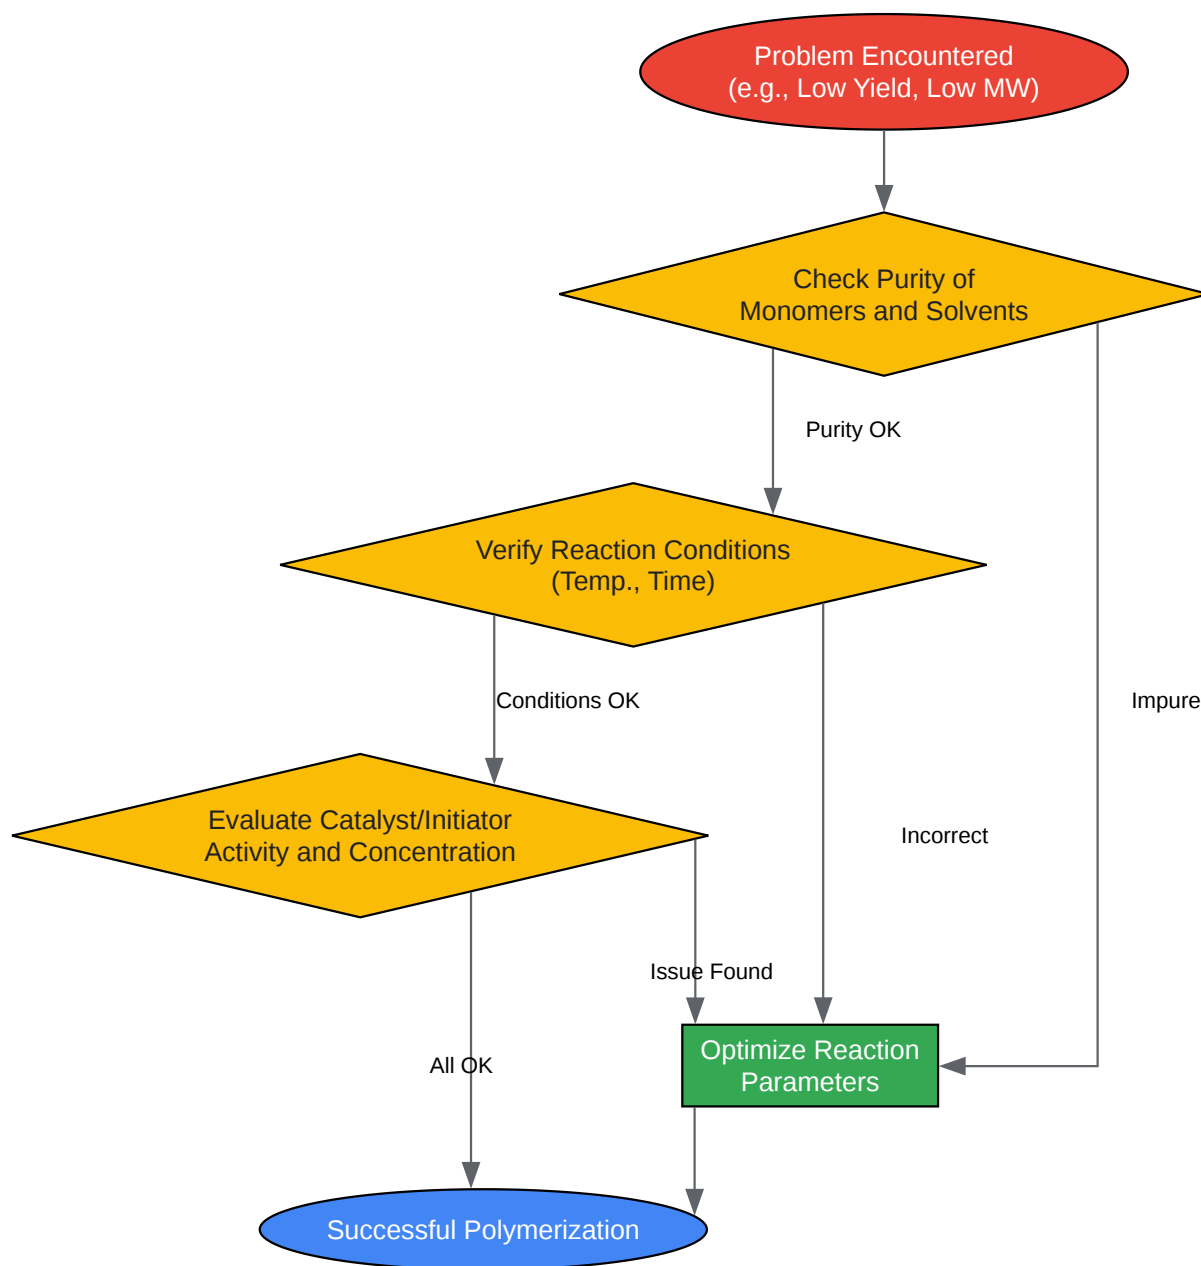 Problem Encountered
(e.g., Low Yield, Low MW)
Check Purity of
Monomers and Solvents
Purity OK
Verify Reaction Conditions
(Temp., Time)
Conditions OK
Impure
Evaluate Catalyst/Initiator
Activity and Concentration
Incorrect
Issue Found
Optimize Reaction
Parameters
All OK
Successful Polymerization